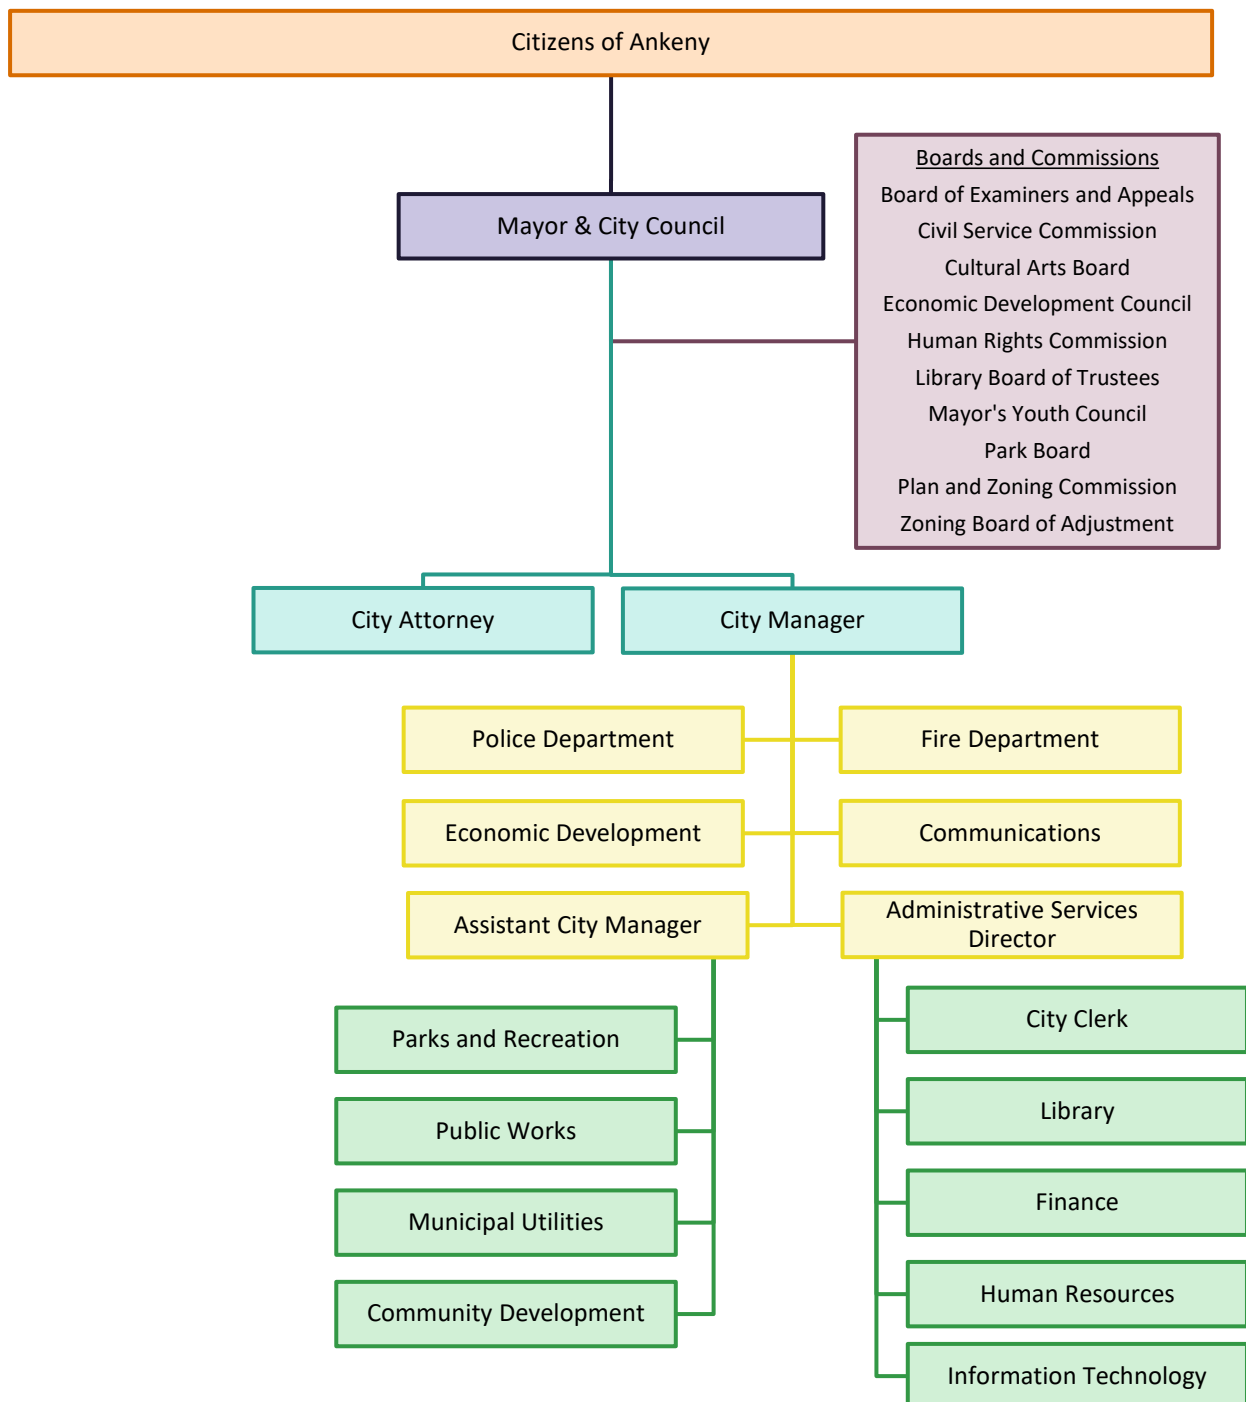 Citizens of Ankeny
Boards and Commissions
Board of Examiners and Appeals
Civil Service Commission
Cultural Arts Board
Economic Development Council
Human Rights Commission
Library Board of Trustees
Mayor's Youth Council
Park Board
Plan and Zoning Commission
Zoning Board of Adjustment
Mayor & City Council
City Attorney
City Manager
Police Department
Fire Department
Economic Development
Communications
Assistant City Manager
Administrative Services
Director
Parks and Recreation
Public Works
Municipal Utilities
Community Development
City Clerk
Library
Finance
Human Resources
Information Technology